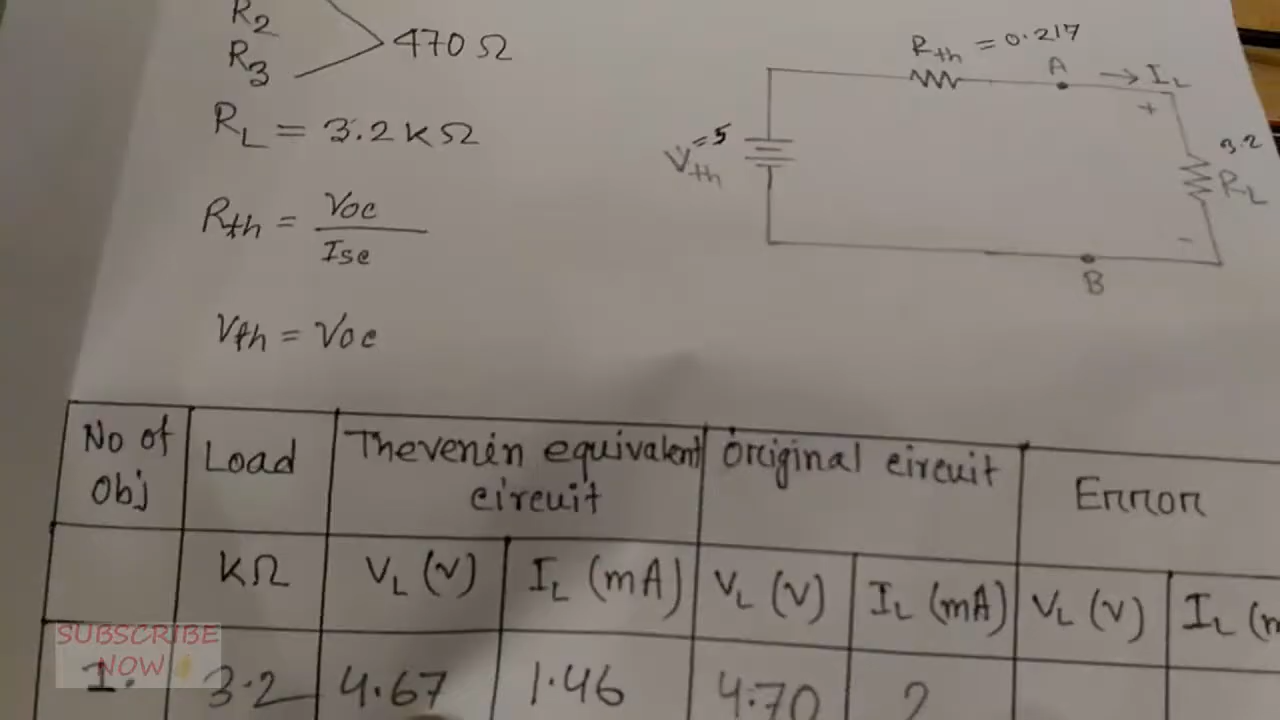 R2
R3
470 Ω
RL = 3.2 kΩ
Rth = Voc
Isc
Vth = Voc
Rth = 0.217
A
→ IL
+
Vth = 5
3.2
RL
-
B
No of Obj
Load
Thevenin equivalent circuit
Original circuit
Error
kΩ
VL (V)
IL (mA)
VL (V)
IL (mA)
VL (V)
IL (m
1.
3.2
4.67
1.46
4.70
SUBSCRIBE
NOW